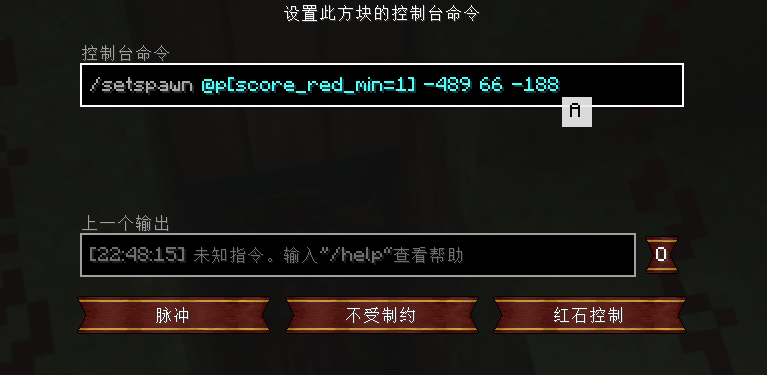 设置此方块的控制台命令
控制台命令
/setspawn @p[score_red_min=1] -489 66 -188
A
上一个输出
[22:48:15] 未知指令。输入"/help"查看帮助
O
脉冲
不受制约
红石控制